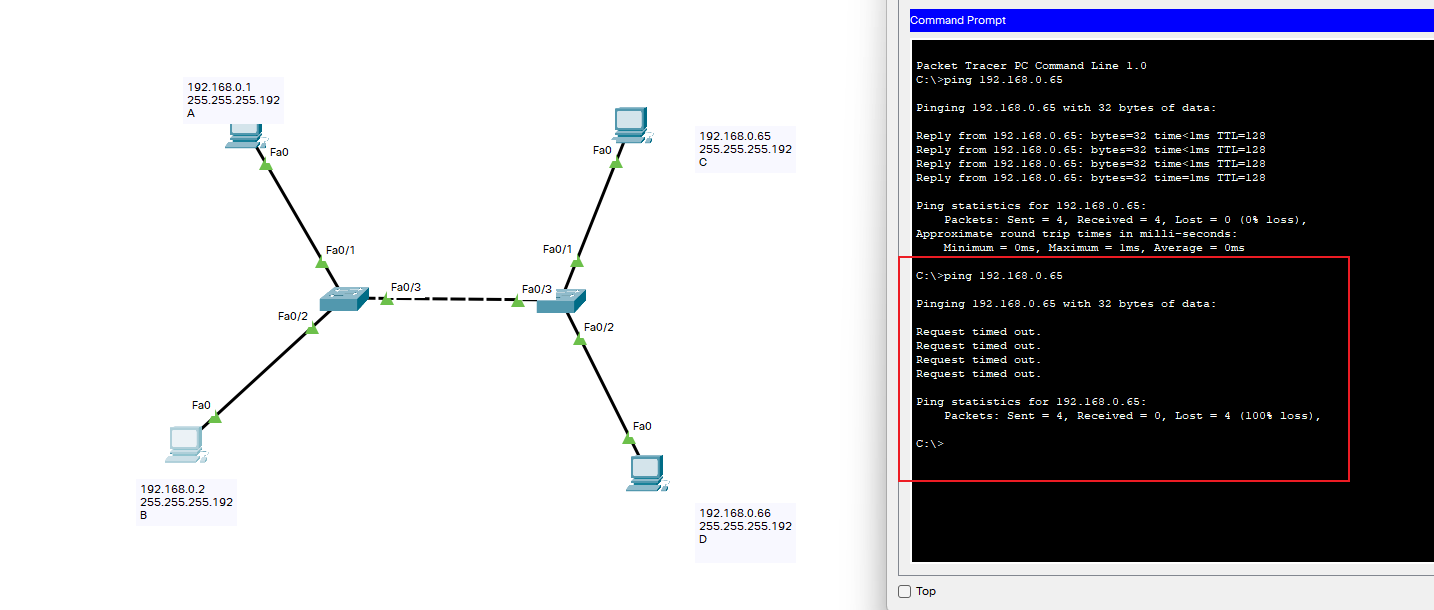 192.168.0.1
255.255.255.192
A
Fa0
Fa0/1
Fa0/2
Fa0/3
Fa0
192.168.0.2
255.255.255.192
B
Fa0
192.168.0.65
255.255.255.192
C
Fa0/1
Fa0/3
Fa0/2
Fa0
192.168.0.66
255.255.255.192
D
Command Prompt
Packet Tracer PC Command Line 1.0
C:\>ping 192.168.0.65
Pinging 192.168.0.65 with 32 bytes of data:
Reply from 192.168.0.65: bytes=32 time<1ms TTL=128
Reply from 192.168.0.65: bytes=32 time<1ms TTL=128
Reply from 192.168.0.65: bytes=32 time<1ms TTL=128
Reply from 192.168.0.65: bytes=32 time=1ms TTL=128
Ping statistics for 192.168.0.65:
    Packets: Sent = 4, Received = 4, Lost = 0 (0% loss),
Approximate round trip times in milli-seconds:
    Minimum = 0ms, Maximum = 1ms, Average = 0ms
C:\>ping 192.168.0.65
Pinging 192.168.0.65 with 32 bytes of data:
Request timed out.
Request timed out.
Request timed out.
Request timed out.
Ping statistics for 192.168.0.65:
    Packets: Sent = 4, Received = 0, Lost = 4 (100% loss),
C:\>
Top